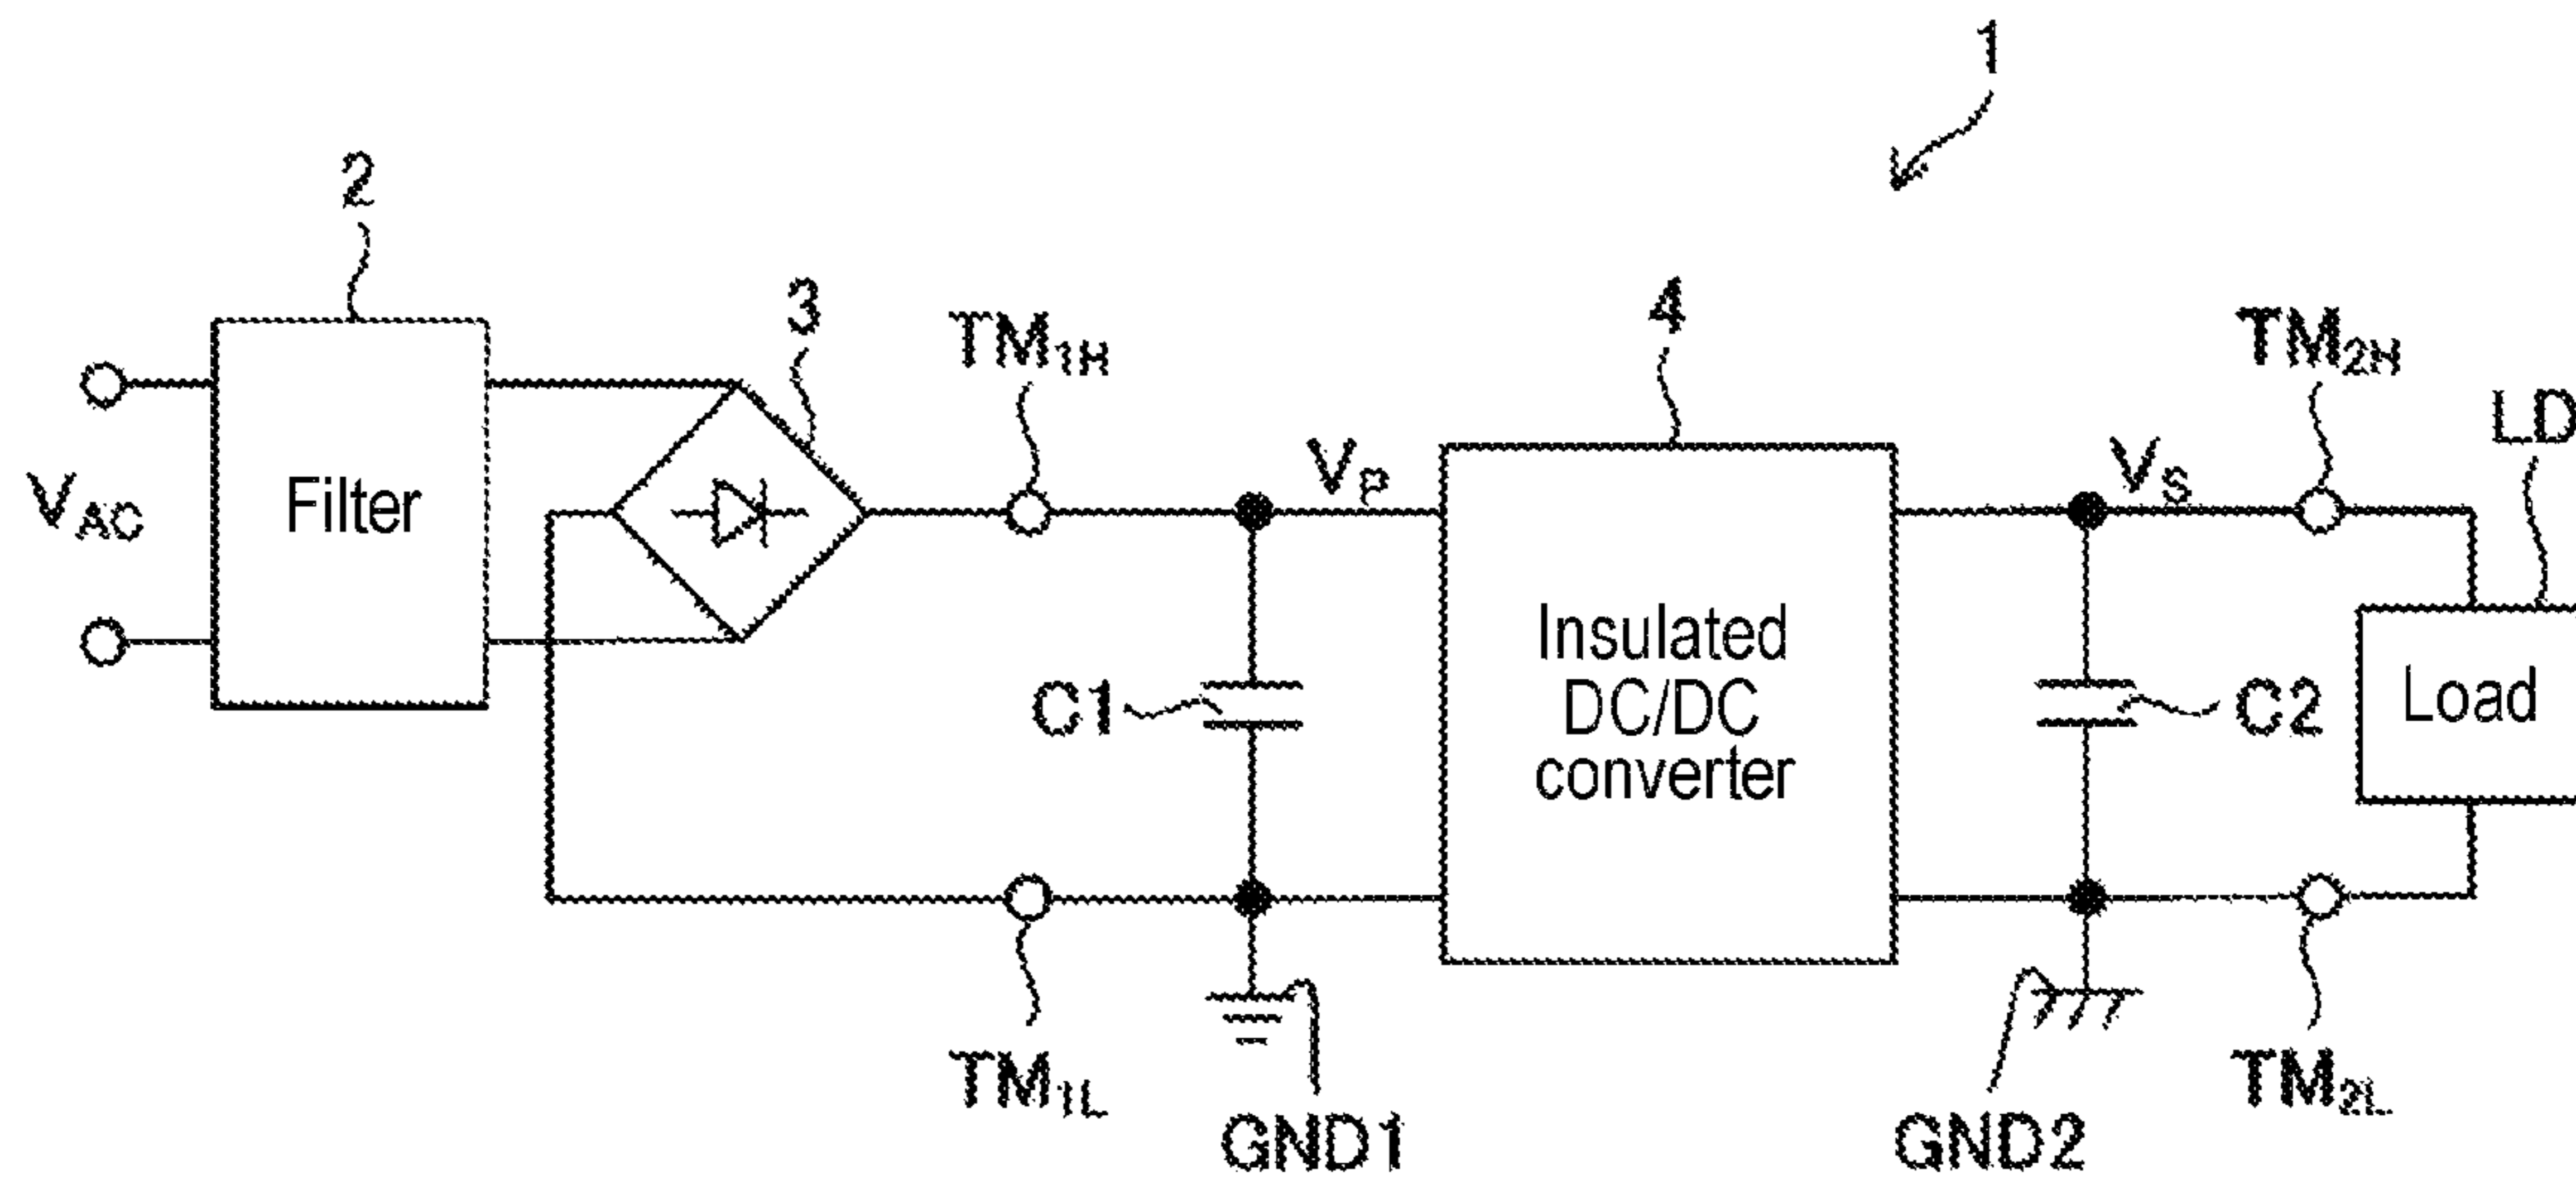 1
2
3
TM1H
4
TM2H
LD
VAC
Filter
VP
VS
Insulated
DC/DC
converter
C1
C2
Load
TM1L
GND1
GND2
TM2L